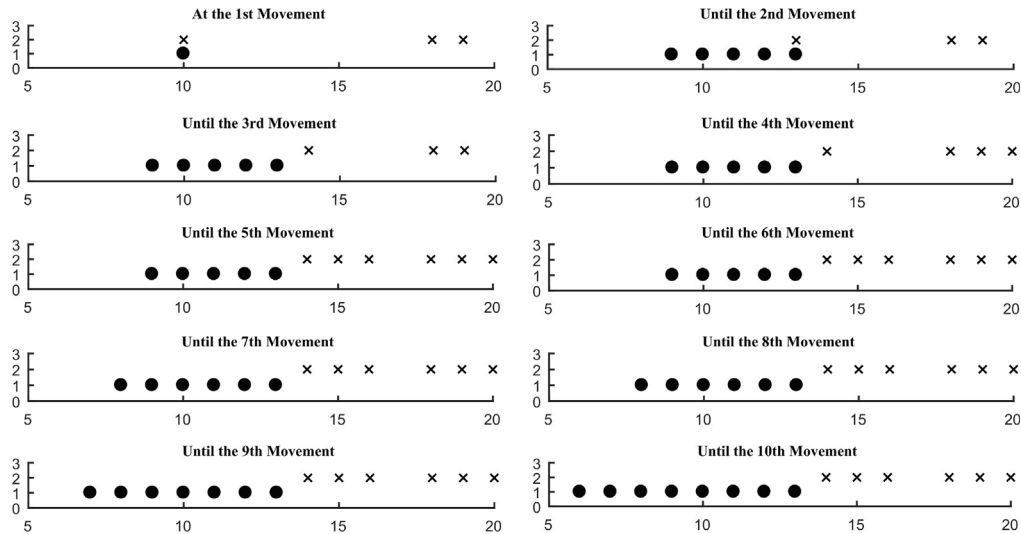 At the 1st Movement
3
2
1
0
5 10 15 20
Until the 2nd Movement
3
2
1
0
5 10 15 20
Until the 3rd Movement
3
2
1
0
5 10 15 20
Until the 4th Movement
3
2
1
0
5 10 15 20
Until the 5th Movement
3
2
1
0
5 10 15 20
Until the 6th Movement
3
2
1
0
5 10 15 20
Until the 7th Movement
3
2
1
0
5 10 15 20
Until the 8th Movement
3
2
1
0
5 10 15 20
Until the 9th Movement
3
2
1
0
5 10 15 20
Until the 10th Movement
3
2
1
0
5 10 15 20